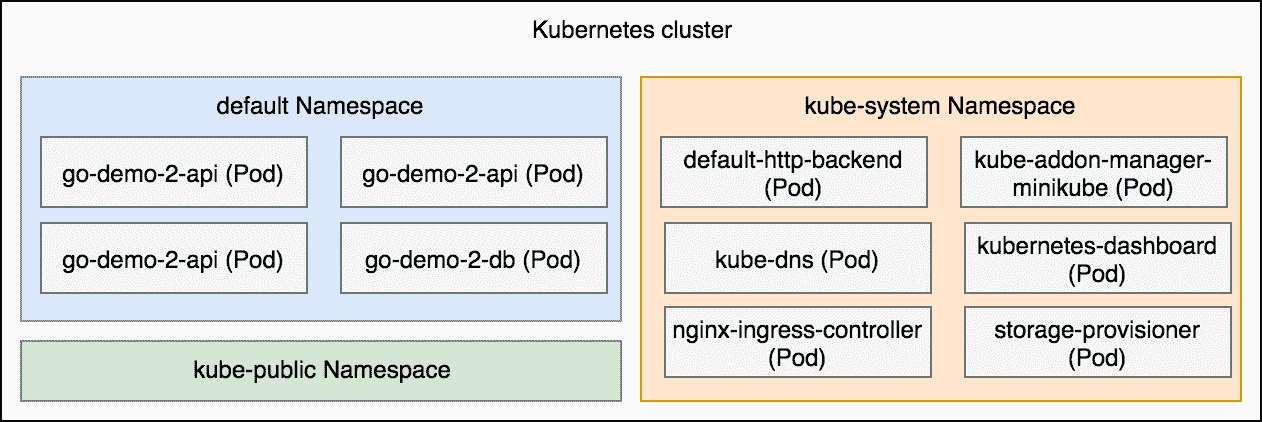 Kubernetes cluster
default Namespace
go-demo-2-api (Pod)
go-demo-2-api (Pod)
go-demo-2-api (Pod)
go-demo-2-db (Pod)
kube-public Namespace
kube-system Namespace
default-http-backend
(Pod)
kube-addon-manager-
minikube (Pod)
kube-dns (Pod)
kubernetes-dashboard
(Pod)
nginx-ingress-controller
(Pod)
storage-provisioner
(Pod)